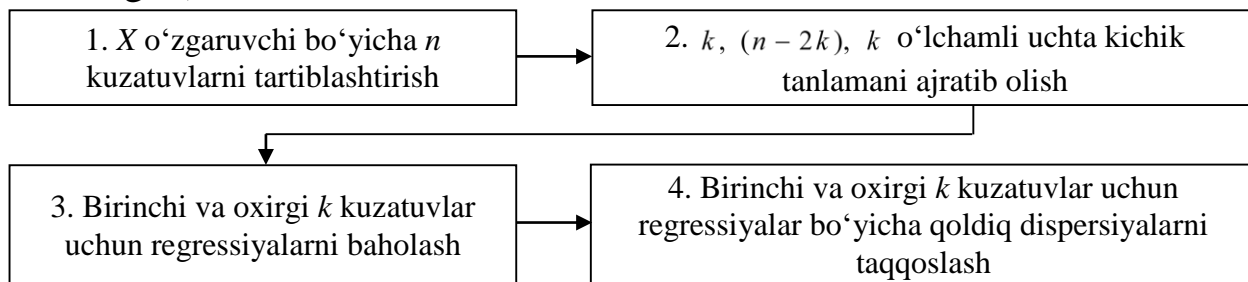 1. X o‘zgaruvchi bo‘yicha n
kuzatuvlarni tartiblashtirish
2. k, (n – 2k), k o‘lchamli uchta kichik
tanlamani ajratib olish
3. Birinchi va oxirgi k kuzatuvlar
uchun regressiyalarni baholash
4. Birinchi va oxirgi k kuzatuvlar uchun
regressiyalar bo‘yicha qoldiq dispersiyalarni
taqqoslash